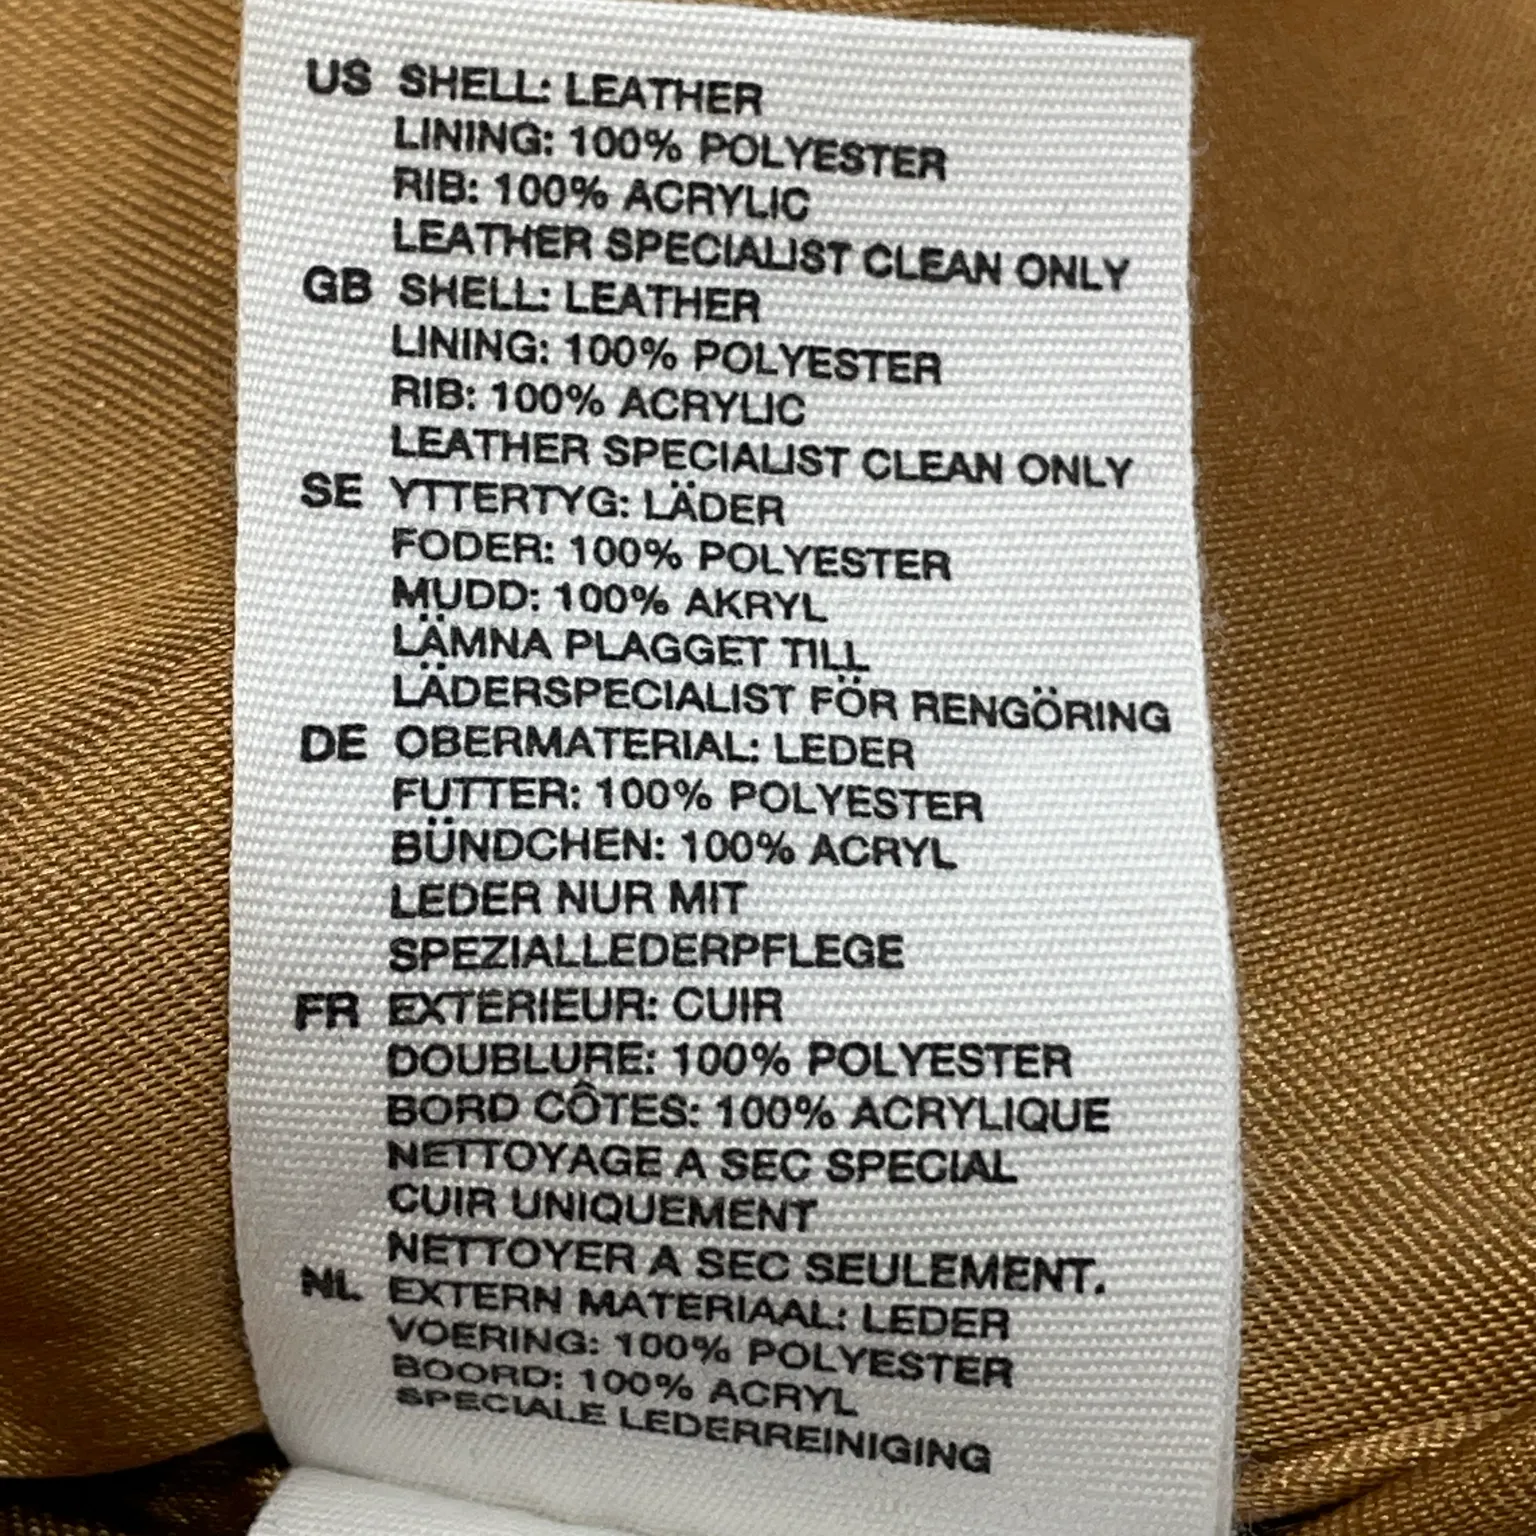 US SHELL: LEATHER
LINING: 100% POLYESTER
RIB: 100% ACRYLIC
LEATHER SPECIALIST CLEAN ONLY
GB SHELL: LEATHER
LINING: 100% POLYESTER
RIB: 100% ACRYLIC
LEATHER SPECIALIST CLEAN ONLY
SE YTTERTYG: LÄDER
FODER: 100% POLYESTER
MUDD: 100% AKRYL
LÄMNA PLAGGET TILL
LÄDERSPECIALIST FÖR RENGÖRING
DE OBERMATERIAL: LEDER
FUTTER: 100% POLYESTER
BÜNDCHEN: 100% ACRYL
LEDER NUR MIT
SPEZIALLEDERPFLEGE
FR EXTERIEUR: CUIR
DOUBLURE: 100% POLYESTER
BORD CÔTES: 100% ACRYLIQUE
NETTOYAGE A SEC SPECIAL
CUIR UNIQUEMENT
NETTOYER A SEC SEULEMENT.
NL EXTERN MATERIAAL: LEDER
VOERING: 100% POLYESTER
BOORD: 100% ACRYL
SPECIALE LEDERREINIGING